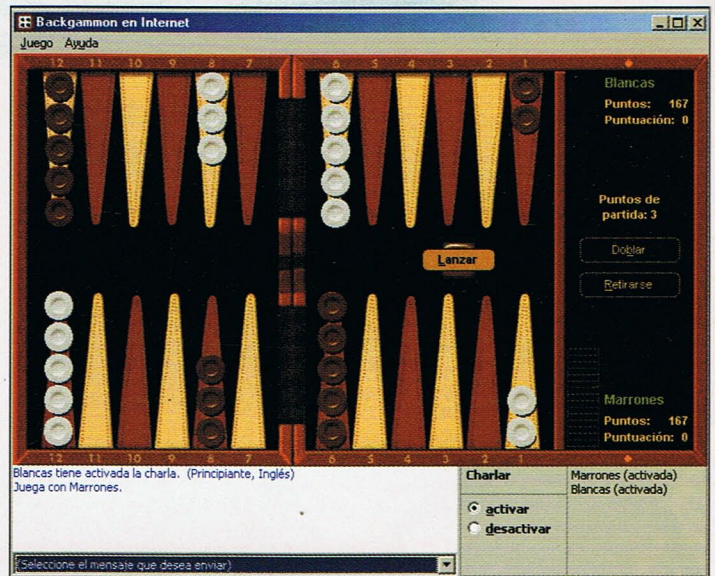 Backgammon en Internet
Juego Ayuda
12 11 10 9 8 7 6 5 4 3 2 1
Blancas
Puntos: 167
Puntuación: 0
Puntos de
partida: 3
Lanzar
Doblar
Retirarse
Marrones
Puntos: 167
Puntuación: 0
12 11 10 9 8 7 6 5 4 3 2 1
Blancas tiene activada la charla. (Principiante, Inglés)
Juega con Marrones.
(Seleccione el mensaje que desea enviar)
Charlar
activar
desactivar
Marrones (activada)
Blancas (activada)